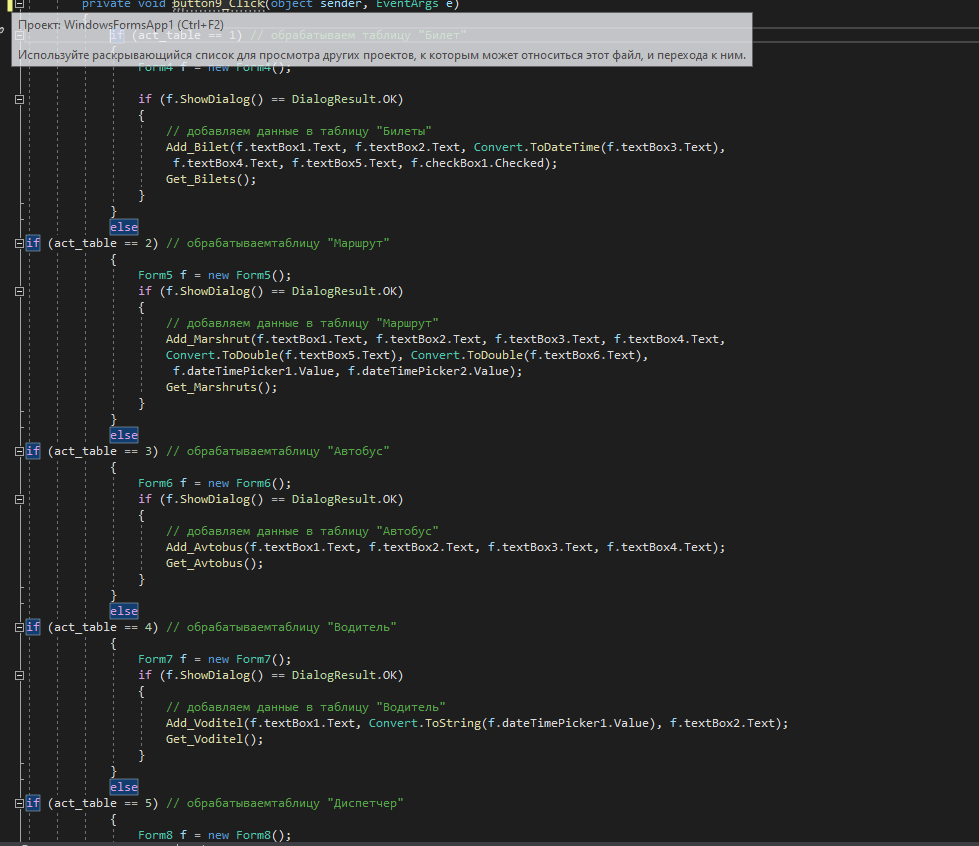 private void button9_Click(object sender, EventArgs e)
Проект: WindowsFormsApp1 (Ctrl+F2)
if (act_table == 1) // обрабатываем таблицу "Билет"
Используйте раскрывающийся список для просмотра других проектов, к которым может относиться этот файл, и перехода к ним.
Form4 f = new Form4();
if (f.ShowDialog() == DialogResult.OK)
{
// добавляем данные в таблицу "Билеты"
Add_Bilet(f.textBox1.Text, f.textBox2.Text, Convert.ToDateTime(f.textBox3.Text),
f.textBox4.Text, f.textBox5.Text, f.checkBox1.Checked);
Get_Bilets();
}
}
else
if (act_table == 2) // обрабатываемтаблицу "Маршрут"
{
Form5 f = new Form5();
if (f.ShowDialog() == DialogResult.OK)
{
// добавляем данные в таблицу "Маршрут"
Add_Marshrut(f.textBox1.Text, f.textBox2.Text, f.textBox3.Text, f.textBox4.Text,
Convert.ToDouble(f.textBox5.Text), Convert.ToDouble(f.textBox6.Text),
f.dateTimePicker1.Value, f.dateTimePicker2.Value);
Get_Marshruts();
}
}
else
if (act_table == 3) // обрабатываемтаблицу "Автобус"
{
Form6 f = new Form6();
if (f.ShowDialog() == DialogResult.OK)
{
// добавляем данные в таблицу "Автобус"
Add_Avtobus(f.textBox1.Text, f.textBox2.Text, f.textBox3.Text, f.textBox4.Text);
Get_Avtobus();
}
}
else
if (act_table == 4) // обрабатываемтаблицу "Водитель"
{
Form7 f = new Form7();
if (f.ShowDialog() == DialogResult.OK)
{
// добавляем данные в таблицу "Водитель"
Add_Voditel(f.textBox1.Text, Convert.ToString(f.dateTimePicker1.Value), f.textBox2.Text);
Get_Voditel();
}
}
else
if (act_table == 5) // обрабатываемтаблицу "Диспетчер"
{
Form8 f = new Form8();